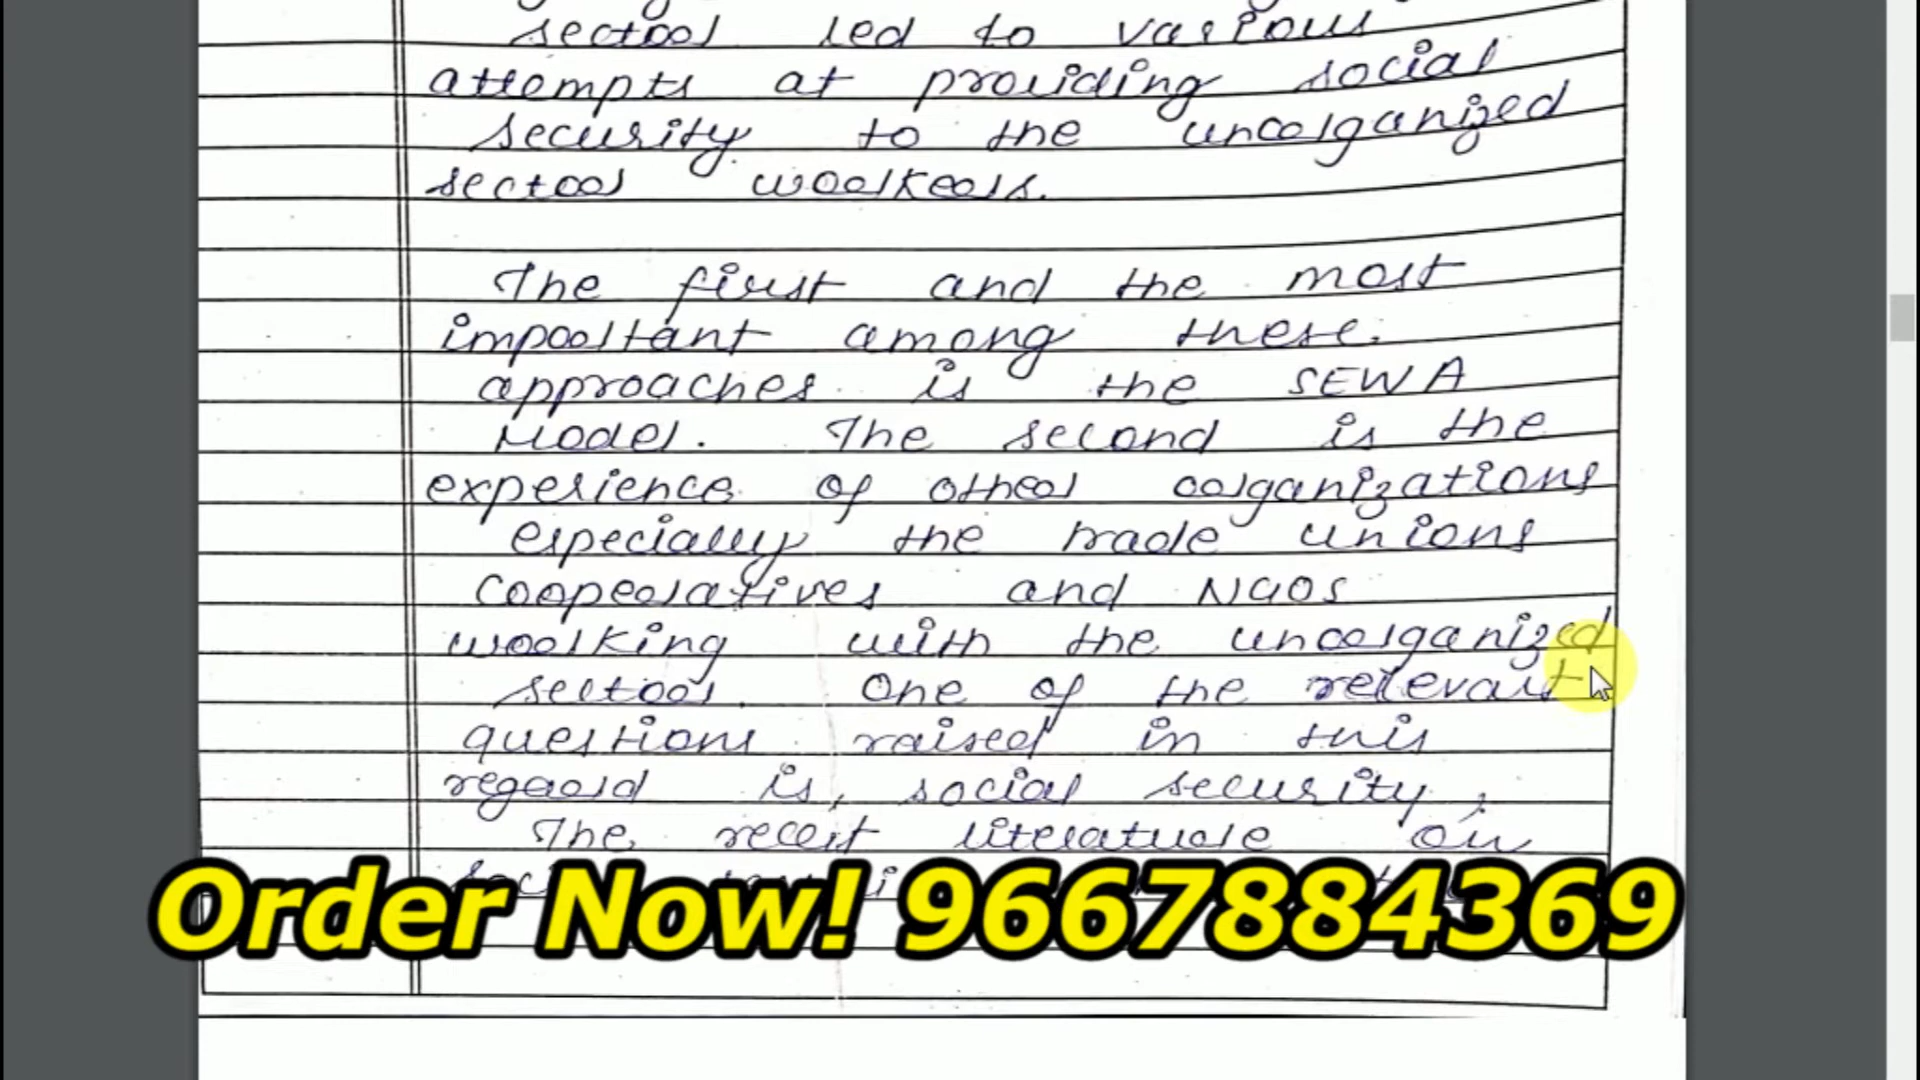 sector led to various
attempts at providing social
security to the unorganized
sector workers.
The first and the most
important among these
approaches is the SEWA
Model. The second is the
experience of other organizations
especially the trade unions
cooperatives and NGOs
working with the unorganized
sector. One of the relevant
questions raised in this
regard is, social security,
The recent literature on
Order Now! 9667884369